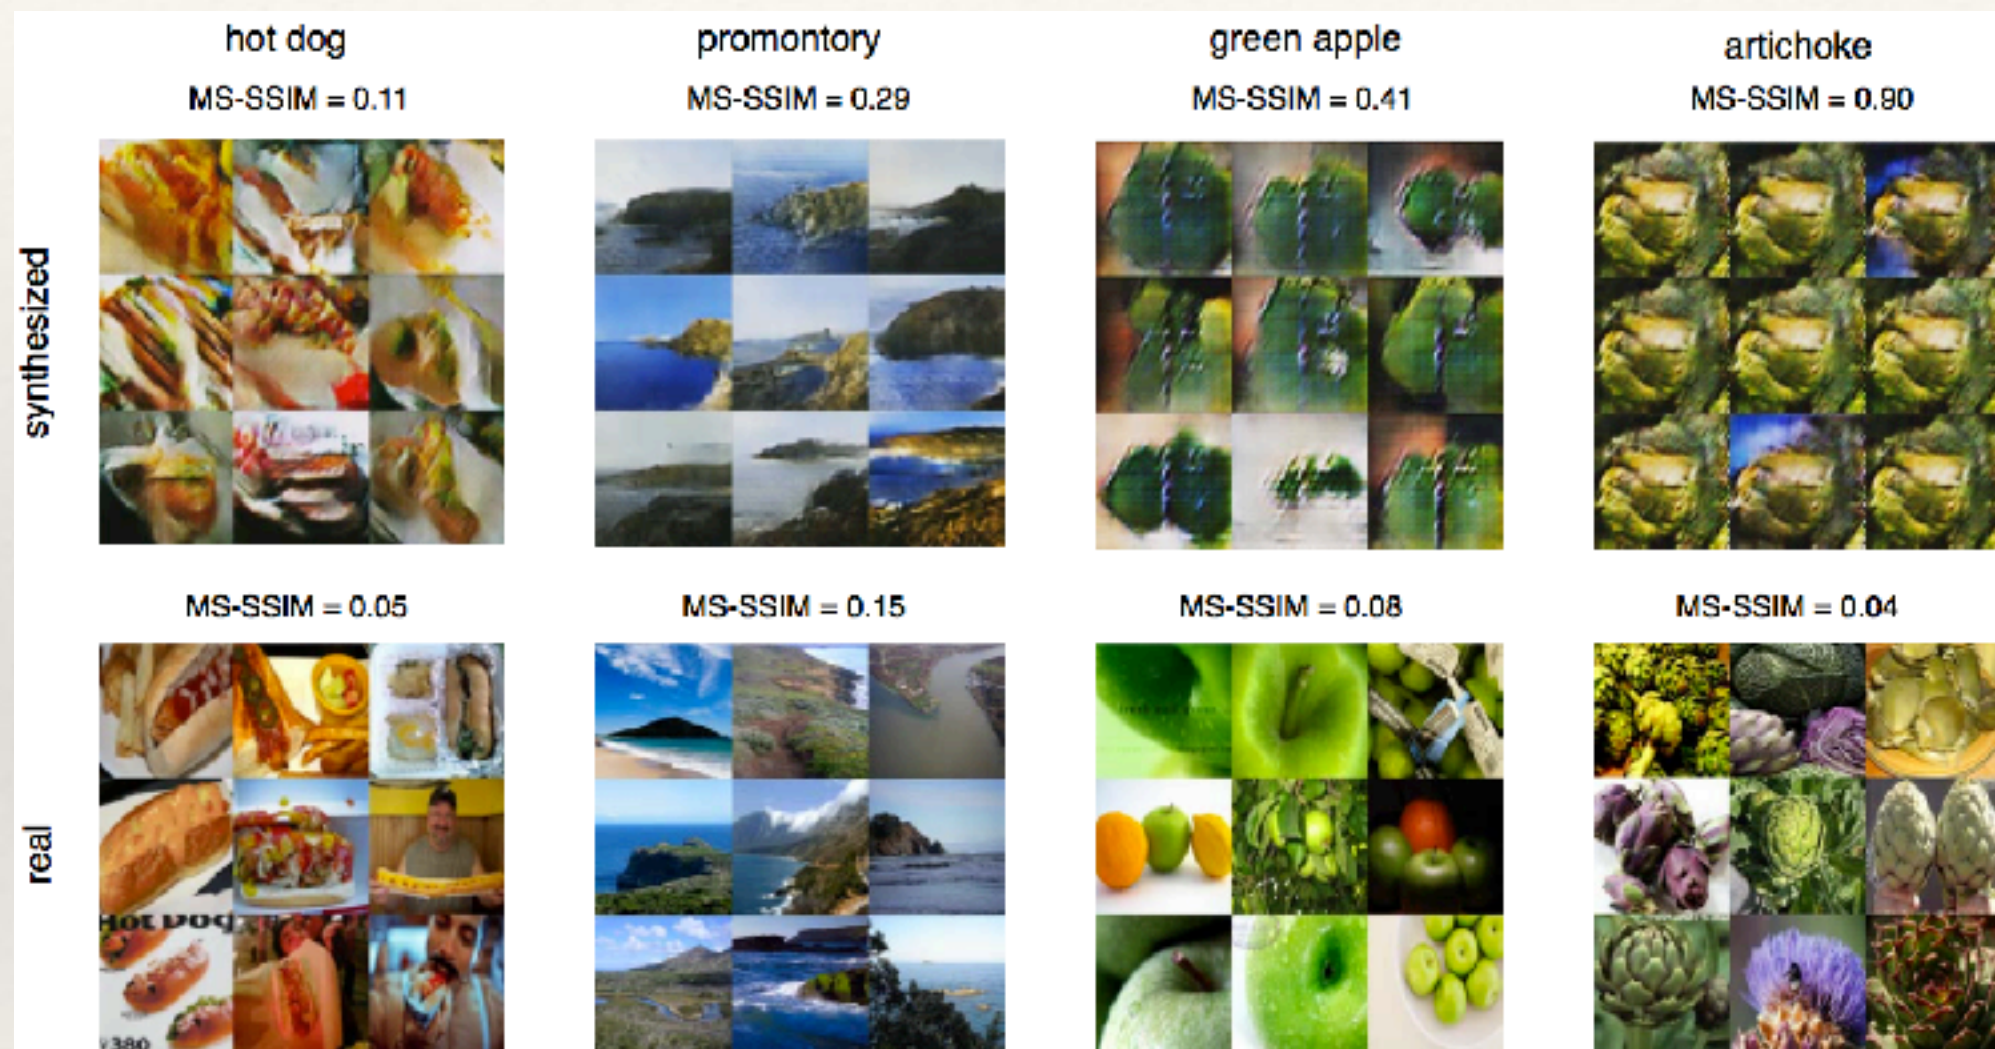 hot dog
promontory
green apple
artichoke
MS-SSIM = 0.11
MS-SSIM = 0.29
MS-SSIM = 0.41
MS-SSIM = 0.90
synthesized
MS-SSIM = 0.05
MS-SSIM = 0.15
MS-SSIM = 0.08
MS-SSIM = 0.04
real
Hot Dog
380